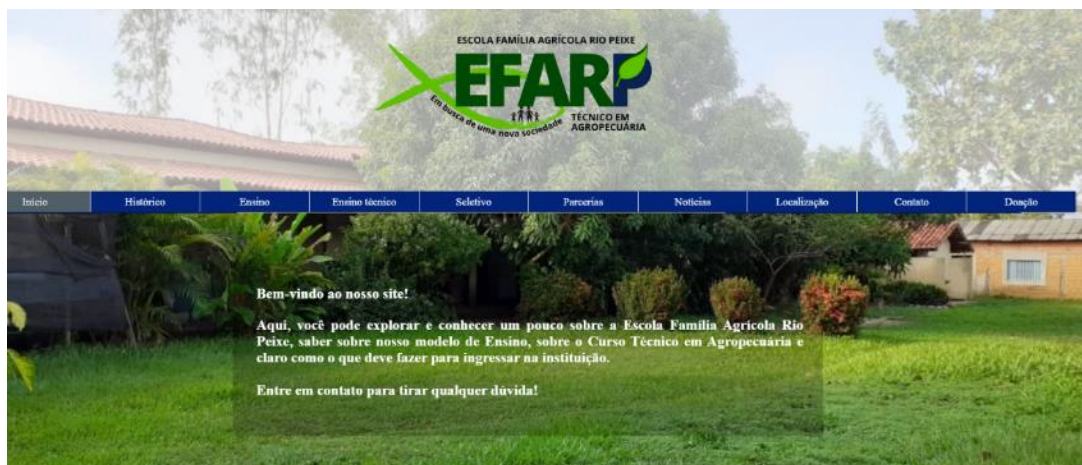 ESCOLA FAMÍLIA AGRÍCOLA RIO PEIXE
EFARP
Em busca de uma nova sociedade
TÉCNICO EM
AGROPECUÁRIA
Início Histórico Ensino Ensino técnico Seletivo Parcerias Notícias Localização Contato Doação
Bem-vindo ao nosso site!
Aqui, você pode explorar e conhecer um pouco sobre a Escola Família Agrícola Rio
Peixe, saber sobre nosso modelo de Ensino, sobre o Curso Técnico em Agropecuária e
claro como o que deve fazer para ingressar na instituição.
Entre em contato para tirar qualquer dúvida!